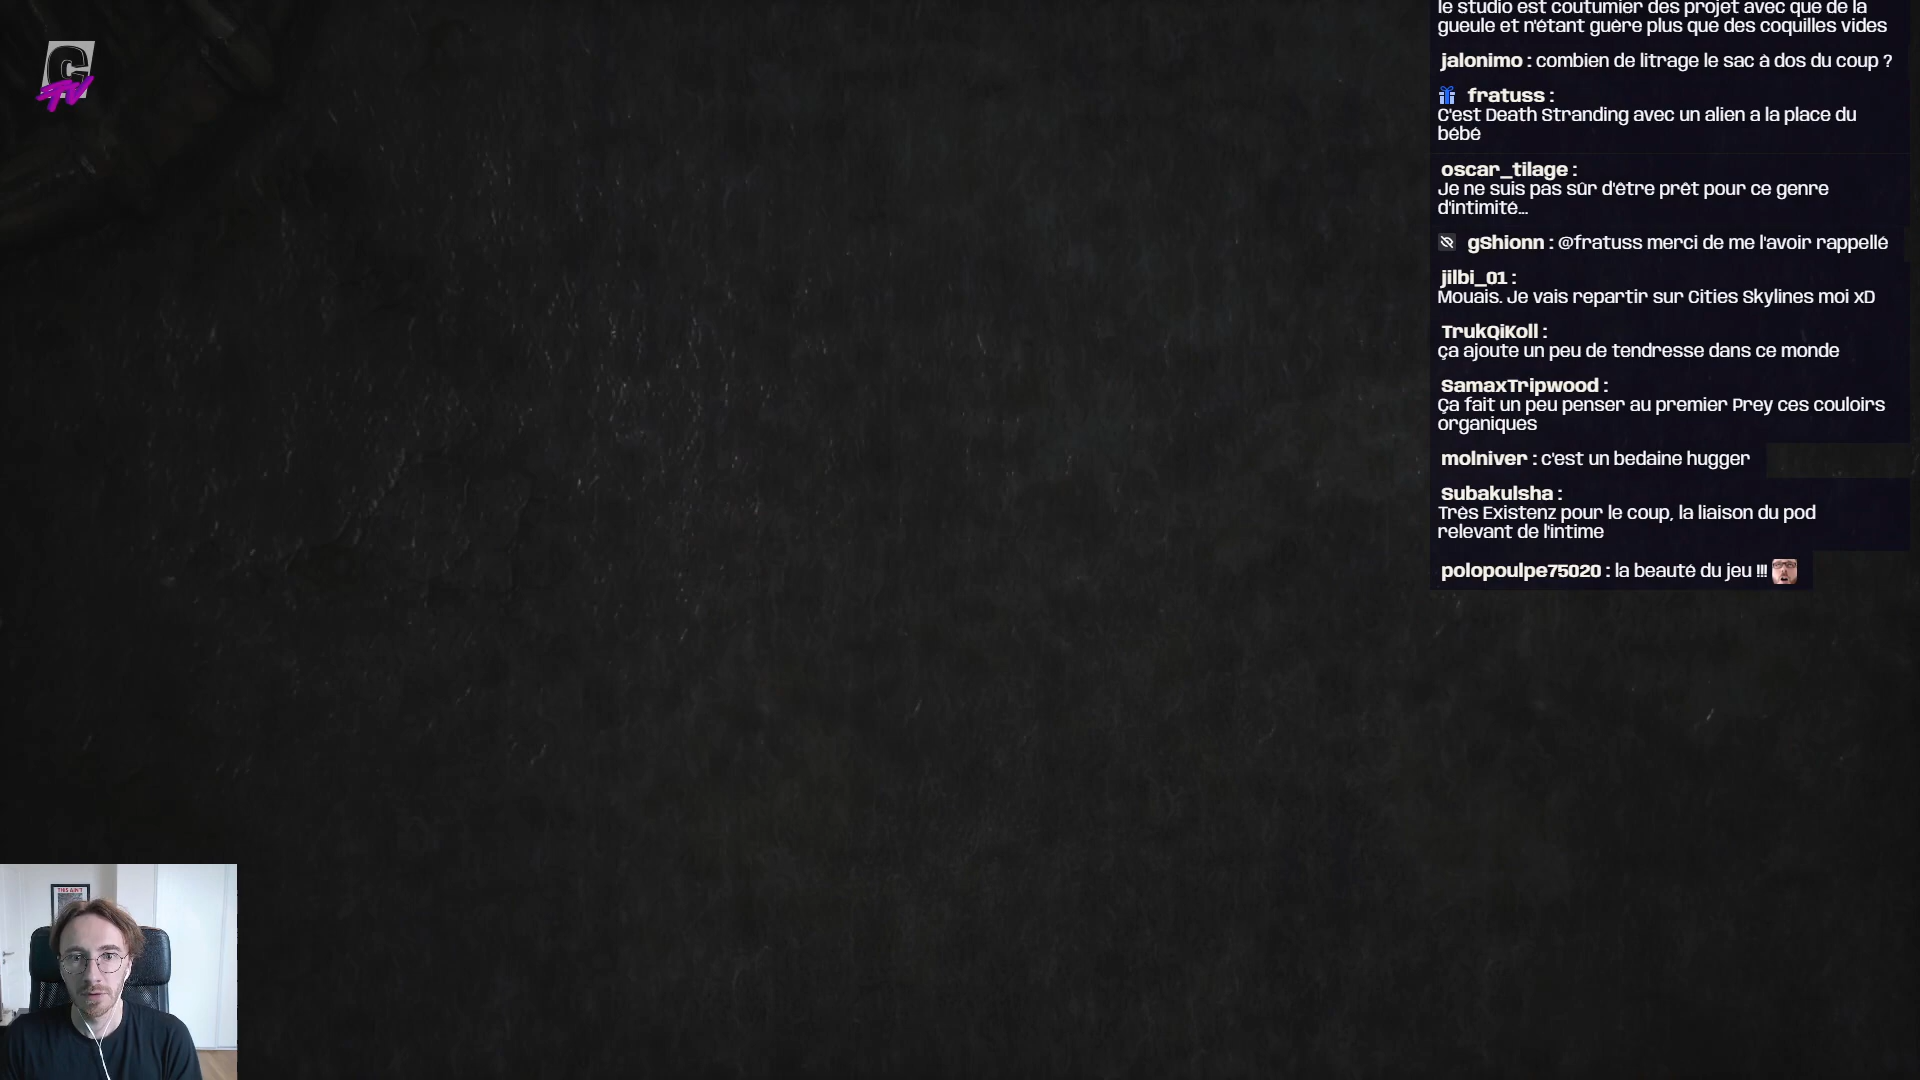 C
TV
le studio est coutumier des projet avec que de la
gueule et n'étant guère plus que des coquilles vides
jalonimo : combien de litrage le sac à dos du coup ?
fratuss :
C'est Death Stranding avec un alien a la place du
bébé
oscar_tilage :
Je ne suis pas sûr d'être prêt pour ce genre
d'intimité...
gShionn : @fratuss merci de me l'avoir rappellé
jilbi_01 :
Mouais. Je vais repartir sur Cities Skylines moi xD
TrukQiKoll :
ça ajoute un peu de tendresse dans ce monde
SamaxTripwood :
Ça fait un peu penser au premier Prey ces couloirs
organiques
molniver : c'est un bedaine hugger
Subakulsha :
Très Existenz pour le coup, la liaison du pod
relevant de l'intime
polopoulpe75020 : la beauté du jeu !!!
THIS AIN'T